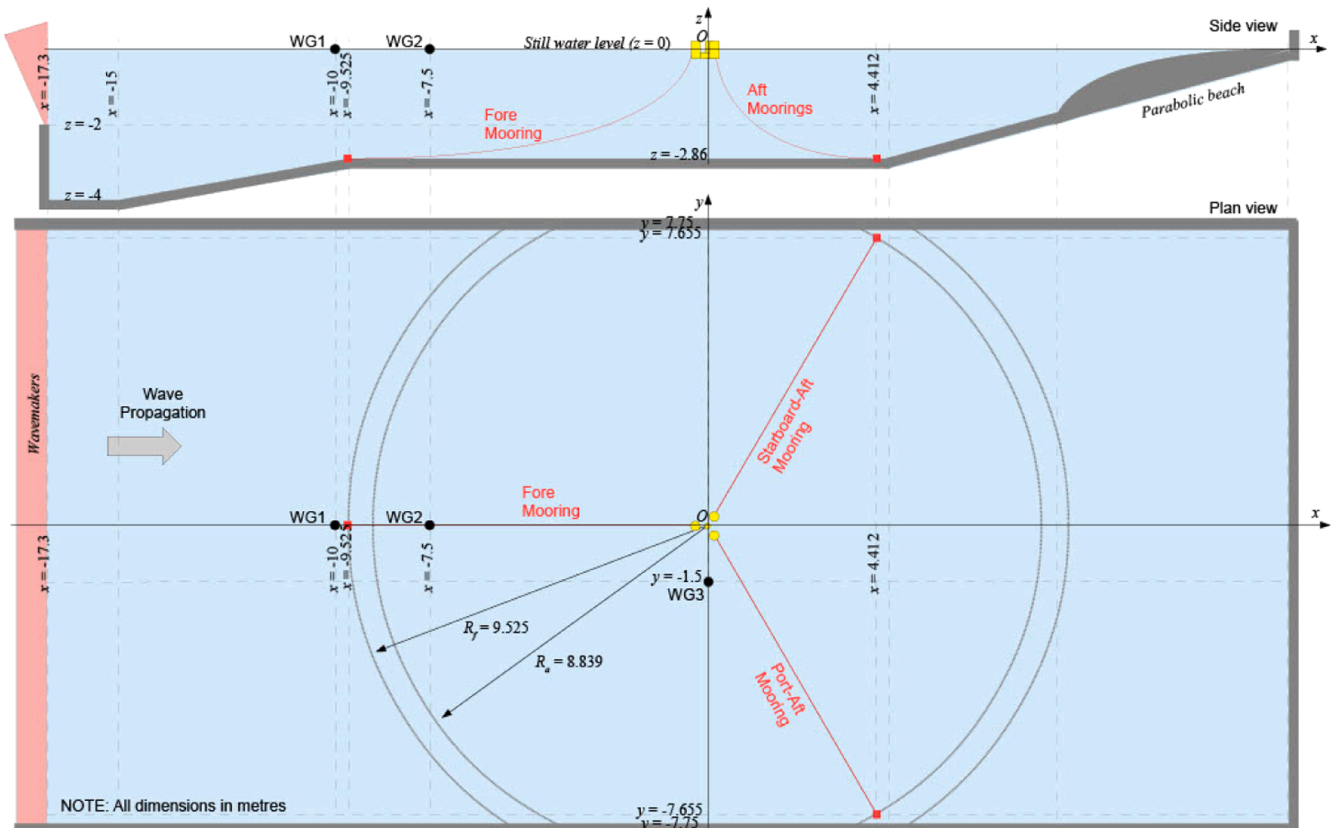 z
Side view
WG1
WG2
Still water level (z = 0)
O
x
x = -17.3
x = -15
x = -10
x = -9.525
x = -7.5
x = 4.412
Fore
Mooring
Aft
Moorings
Parabolic beach
z = -2
z = -2.86
z = -4
y
Plan view
y = 7.75
y = 7.655
Wavemakers
Wave
Propagation
Starboard-Aft
Mooring
Fore
Mooring
WG1
WG2
O
x
x = -17.3
x = -10
x = -9.525
x = -7.5
x = 4.412
y = -1.5
WG3
Rf = 9.525
Ra = 8.839
Port-Aft
Mooring
NOTE: All dimensions in metres
y = -7.655
y = -7.75